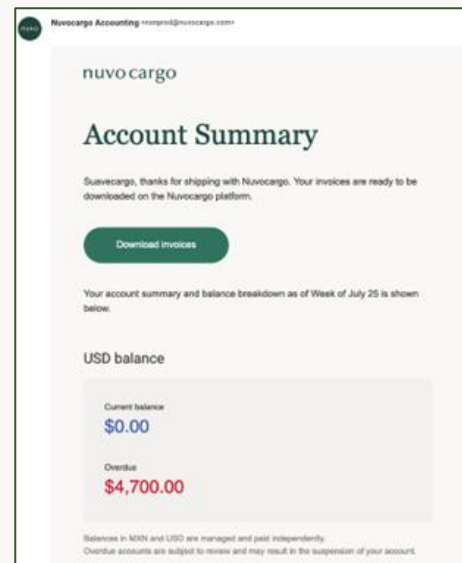 Nuvocargo Accounting <nonprod@nuvocargo.com>
nuvocargo
Account Summary
Suavecargo, thanks for shipping with Nuvocargo. Your invoices are ready to be
downloaded on the Nuvocargo platform.
Download invoices
Your account summary and balance breakdown as of Week of July 25 is shown
below.
USD balance
Current balance
$0.00
Overdue
$4,700.00
Balances in MXN and USD are managed and paid independently.
Overdue accounts are subject to review and may result in the suspension of your account.